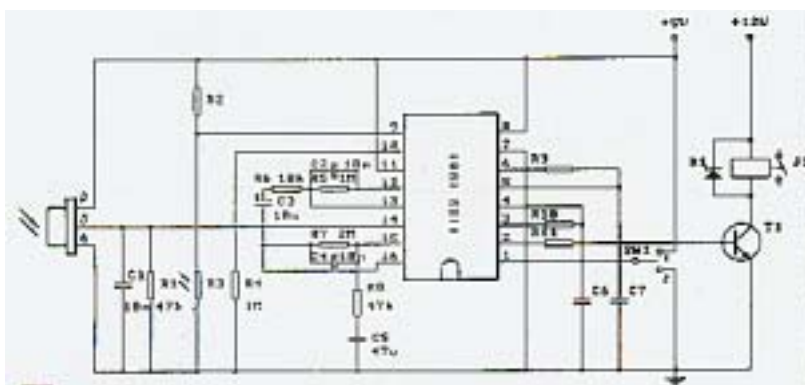 +5V
+12V
R2
9
8
10
7
C2 10n
11
6
R9
R6 10k
R5 1M
12
5
C3
10u
13
4
D
S
G
14
3
R10
R7 2M
15
2
R11
T1
16
1
SW1
C1
10n
R1
47k
R3
R4
1M
R8
47k
C6
C7
C5
47u